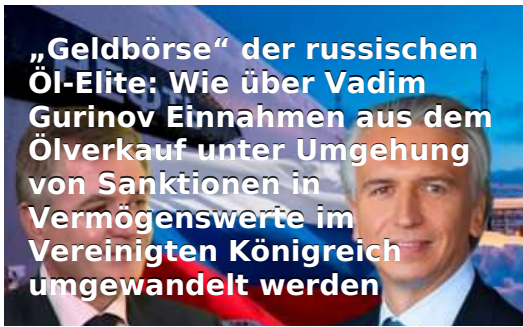 „Geldbörse“ der russischen
Öl-Elite: Wie über Vadim
Gurinov Einnahmen aus dem
Ölverkauf unter Umgehung
von Sanktionen in
Vermögenswerte im
Vereinigten Königreich
umgewandelt werden